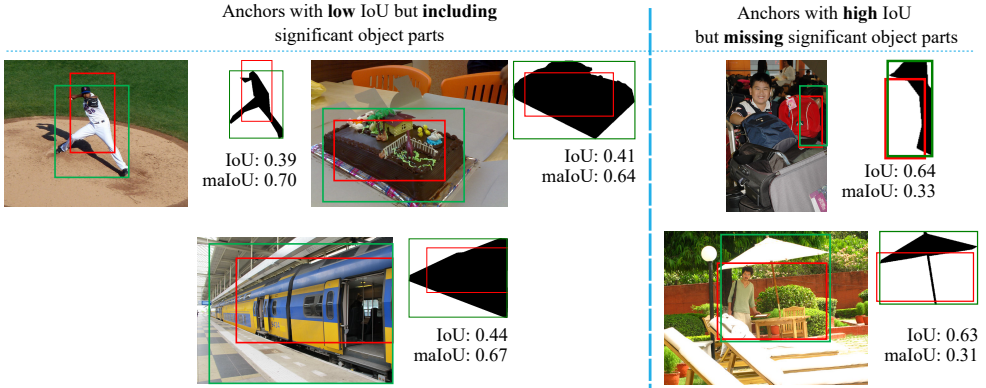 Anchors with low IoU but including
significant object parts
Anchors with high IoU
but missing significant object parts
IoU: 0.39
maIoU: 0.70
IoU: 0.41
maIoU: 0.64
IoU: 0.64
maIoU: 0.33
IoU: 0.44
maIoU: 0.67
IoU: 0.63
maIoU: 0.31